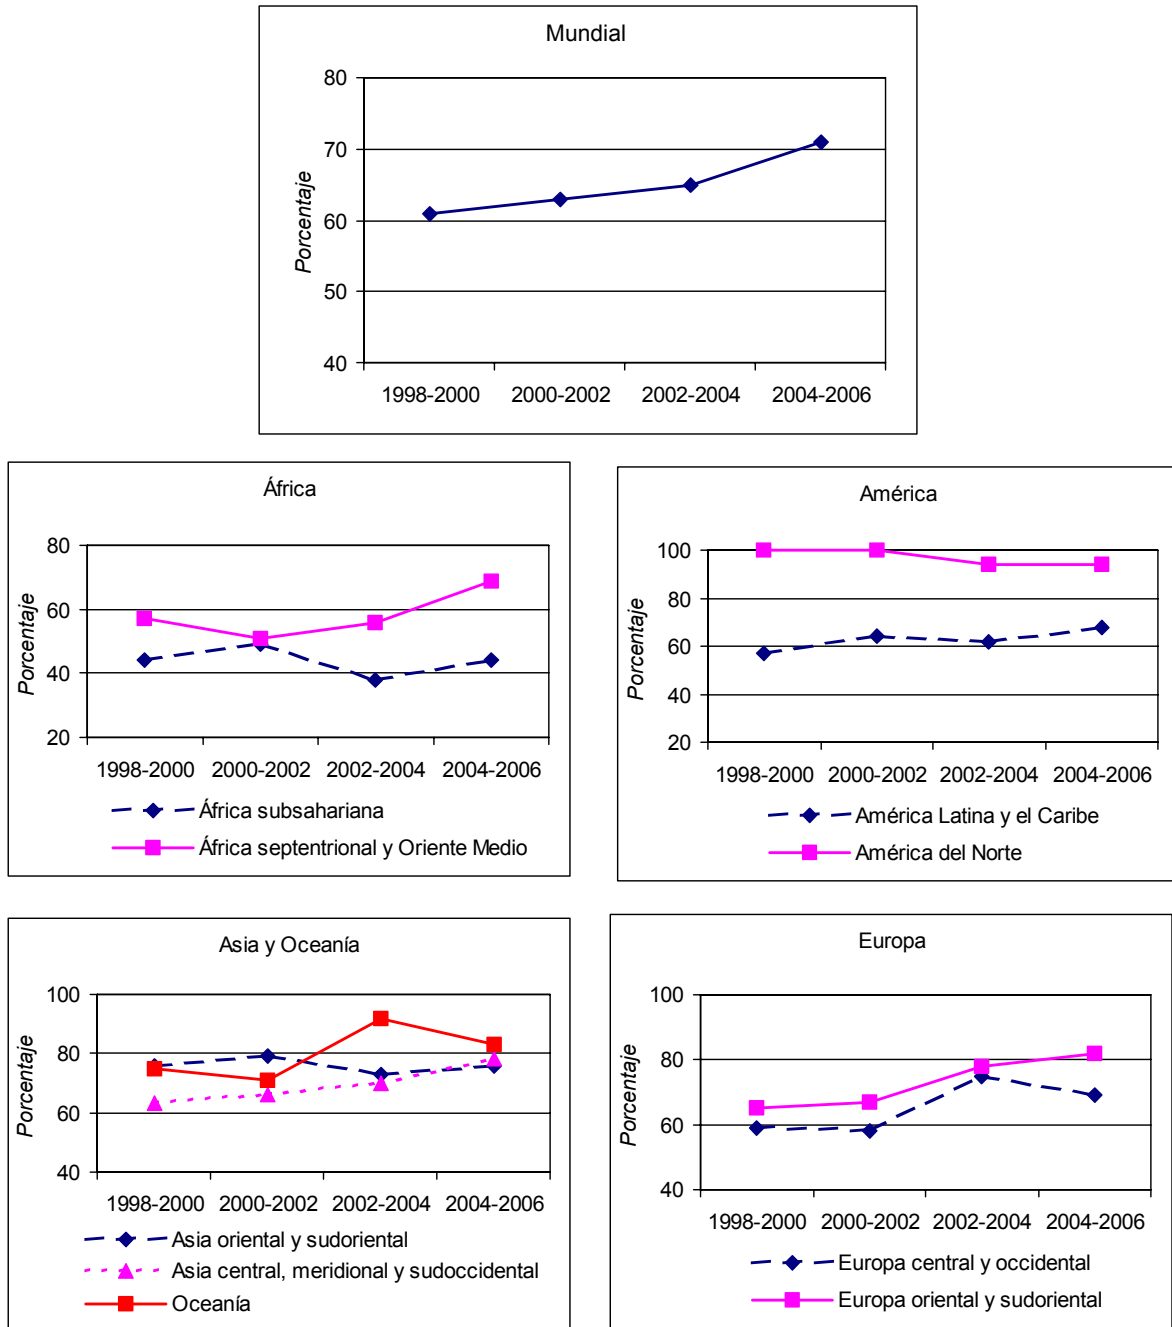 Mundial
Porcentaje
80
70
60
50
40
1998-2000 2000-2002 2002-2004 2004-2006
África
Porcentaje
80
60
40
20
1998-2000 2000-2002 2002-2004 2004-2006
África subsahariana
África septentrional y Oriente Medio
América
Porcentaje
100
80
60
40
20
1998-2000 2000-2002 2002-2004 2004-2006
América Latina y el Caribe
América del Norte
Asia y Oceanía
Porcentaje
100
80
60
40
1998-2000 2000-2002 2002-2004 2004-2006
Asia oriental y sudoriental
Asia central, meridional y sudoccidental
Oceanía
Europa
Porcentaje
100
80
60
40
1998-2000 2000-2002 2002-2004 2004-2006
Europa central y occidental
Europa oriental y sudoriental